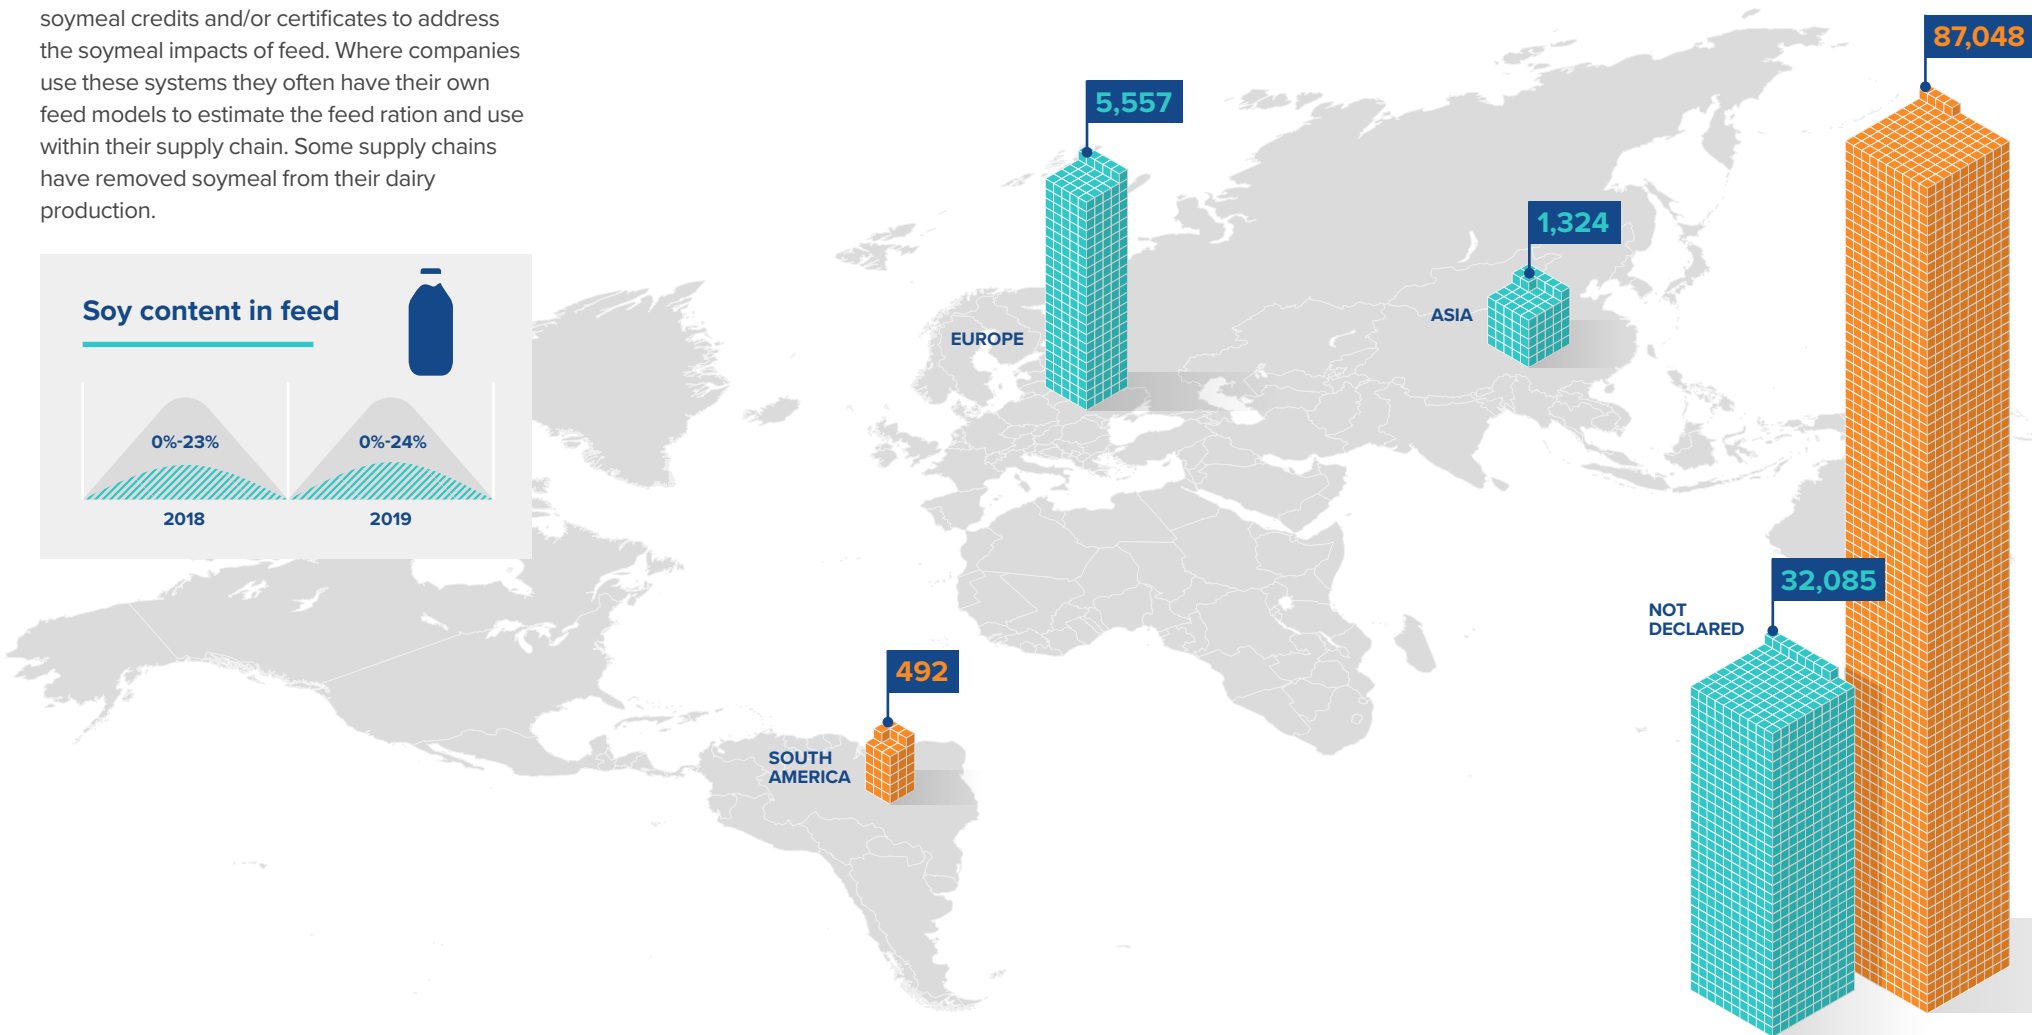 soymeal credits and/or certificates to address
the soymeal impacts of feed. Where companies
use these systems they often have their own
feed models to estimate the feed ration and use
within their supply chain. Some supply chains
have removed soymeal from their dairy
production.
Soy content in feed
0%-23%
0%-24%
2018
2019
5,557
EUROPE
1,324
ASIA
87,048
32,085
NOT
DECLARED
492
SOUTH
AMERICA